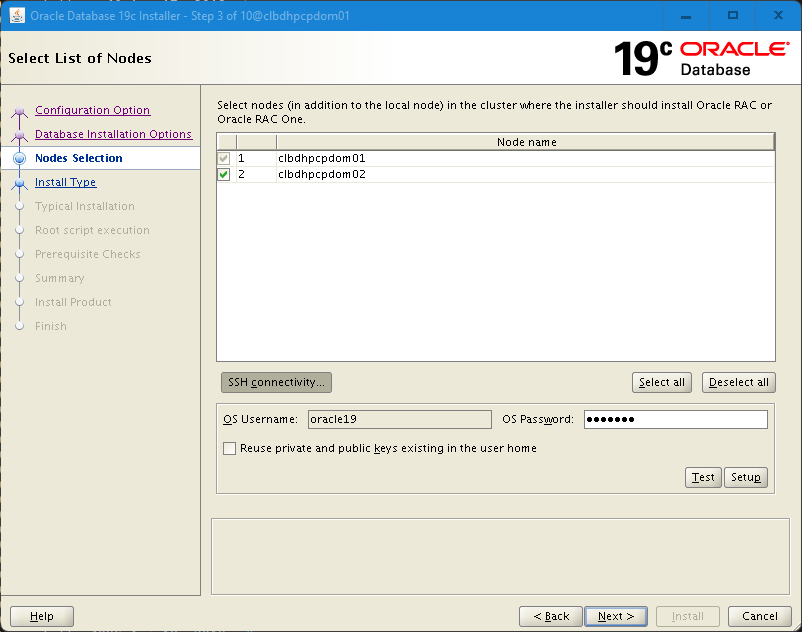 Oracle Database 19c Installer - Step 3 of 10@clbdhpcpdom01
Select List of Nodes
19c ORACLE
Database
Configuration Option
Database Installation Options
Nodes Selection
Install Type
Typical Installation
Root script execution
Prerequisite Checks
Summary
Install Product
Finish
Select nodes (in addition to the local node) in the cluster where the installer should install Oracle RAC or
Oracle RAC One.
Node name
1 clbdhpcpdom01
2 clbdhpcpdom02
SSH connectivity... Select all Deselect all
OS Username: oracle19 OS Password: ●●●●●●●
Reuse private and public keys existing in the user home
Test Setup
Help < Back Next > Install Cancel